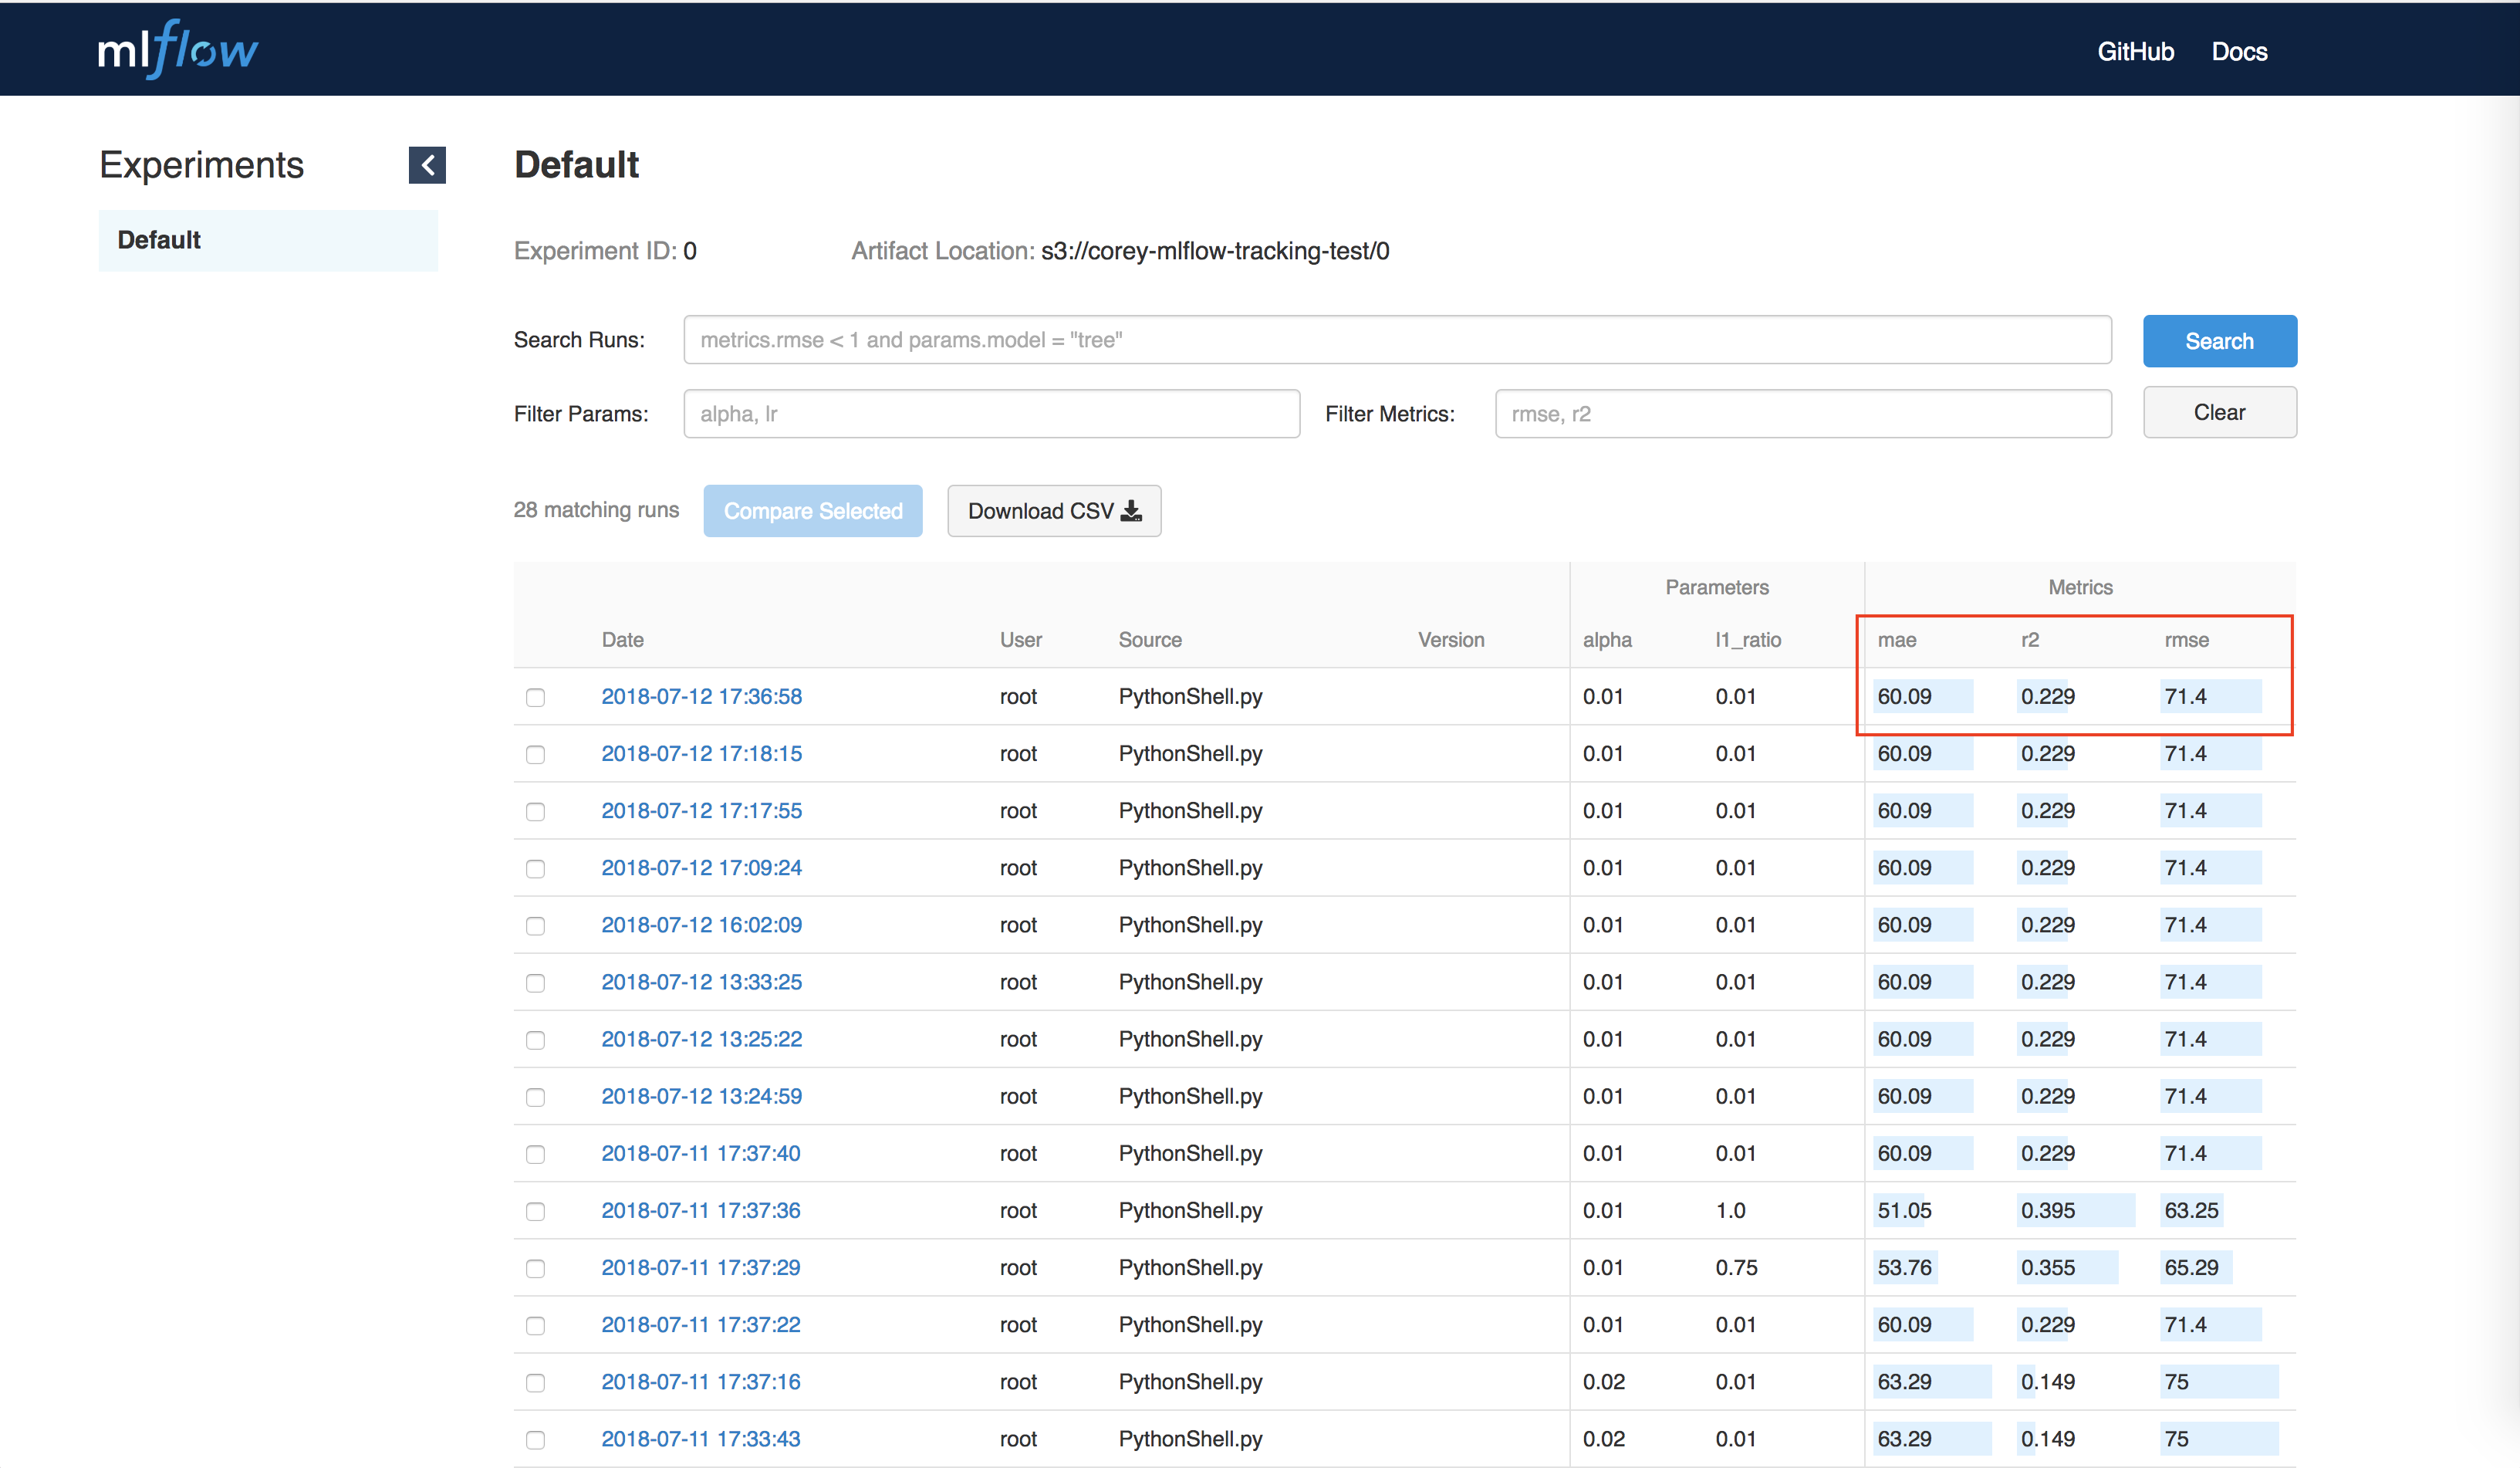 mlflow
GitHub Docs
Experiments
Default
Default
Experiment ID: 0 Artifact Location: s3://corey-mlflow-tracking-test/0
Search Runs: metrics.rmse < 1 and params.model = "tree" Search
Filter Params: alpha, lr Filter Metrics: rmse, r2 Clear
28 matching runs Compare Selected Download CSV
Parameters Metrics
Date User Source Version alpha l1_ratio mae r2 rmse
2018-07-12 17:36:58 root PythonShell.py 0.01 0.01 60.09 0.229 71.4
2018-07-12 17:18:15 root PythonShell.py 0.01 0.01 60.09 0.229 71.4
2018-07-12 17:17:55 root PythonShell.py 0.01 0.01 60.09 0.229 71.4
2018-07-12 17:09:24 root PythonShell.py 0.01 0.01 60.09 0.229 71.4
2018-07-12 16:02:09 root PythonShell.py 0.01 0.01 60.09 0.229 71.4
2018-07-12 13:33:25 root PythonShell.py 0.01 0.01 60.09 0.229 71.4
2018-07-12 13:25:22 root PythonShell.py 0.01 0.01 60.09 0.229 71.4
2018-07-12 13:24:59 root PythonShell.py 0.01 0.01 60.09 0.229 71.4
2018-07-11 17:37:40 root PythonShell.py 0.01 0.01 60.09 0.229 71.4
2018-07-11 17:37:36 root PythonShell.py 0.01 1.0 51.05 0.395 63.25
2018-07-11 17:37:29 root PythonShell.py 0.01 0.75 53.76 0.355 65.29
2018-07-11 17:37:22 root PythonShell.py 0.01 0.01 60.09 0.229 71.4
2018-07-11 17:37:16 root PythonShell.py 0.02 0.01 63.29 0.149 75
2018-07-11 17:33:43 root PythonShell.py 0.02 0.01 63.29 0.149 75